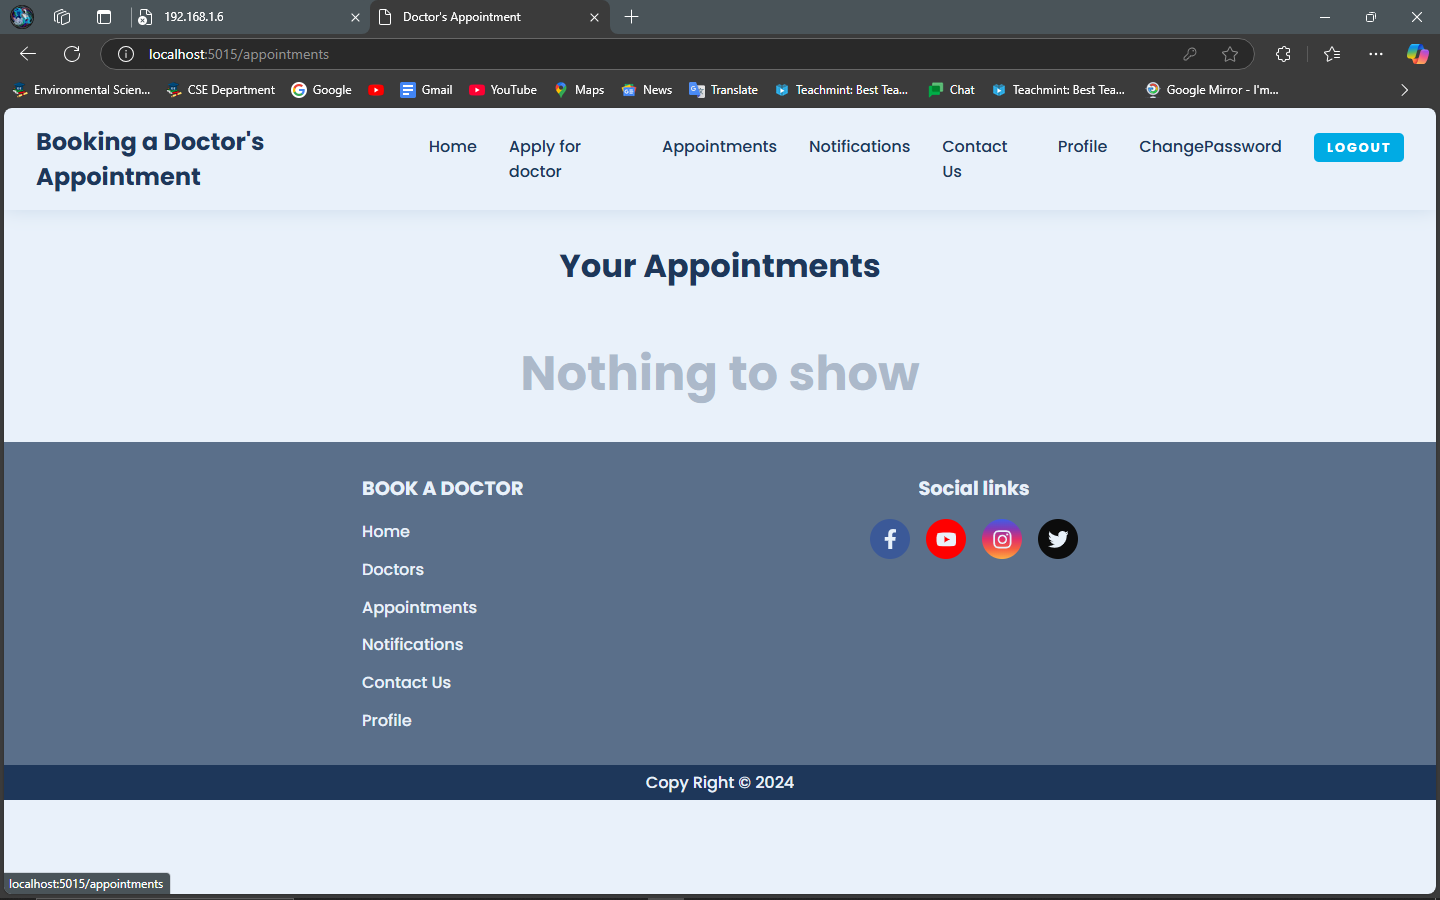 192.168.1.6
Doctor's Appointment
localhost:5015/appointments
Environmental Scien...
CSE Department
Google
Gmail
YouTube
Maps
News
Translate
Teachmint: Best Tea...
Chat
Teachmint: Best Tea...
Google Mirror - I'm...
Booking a Doctor's
Appointment
Home
Apply for
doctor
Appointments
Notifications
Contact
Us
Profile
ChangePassword
LOGOUT
Your Appointments
Nothing to show
BOOK A DOCTOR
Home
Doctors
Appointments
Notifications
Contact Us
Profile
Social links
Copy Right © 2024
localhost:5015/appointments